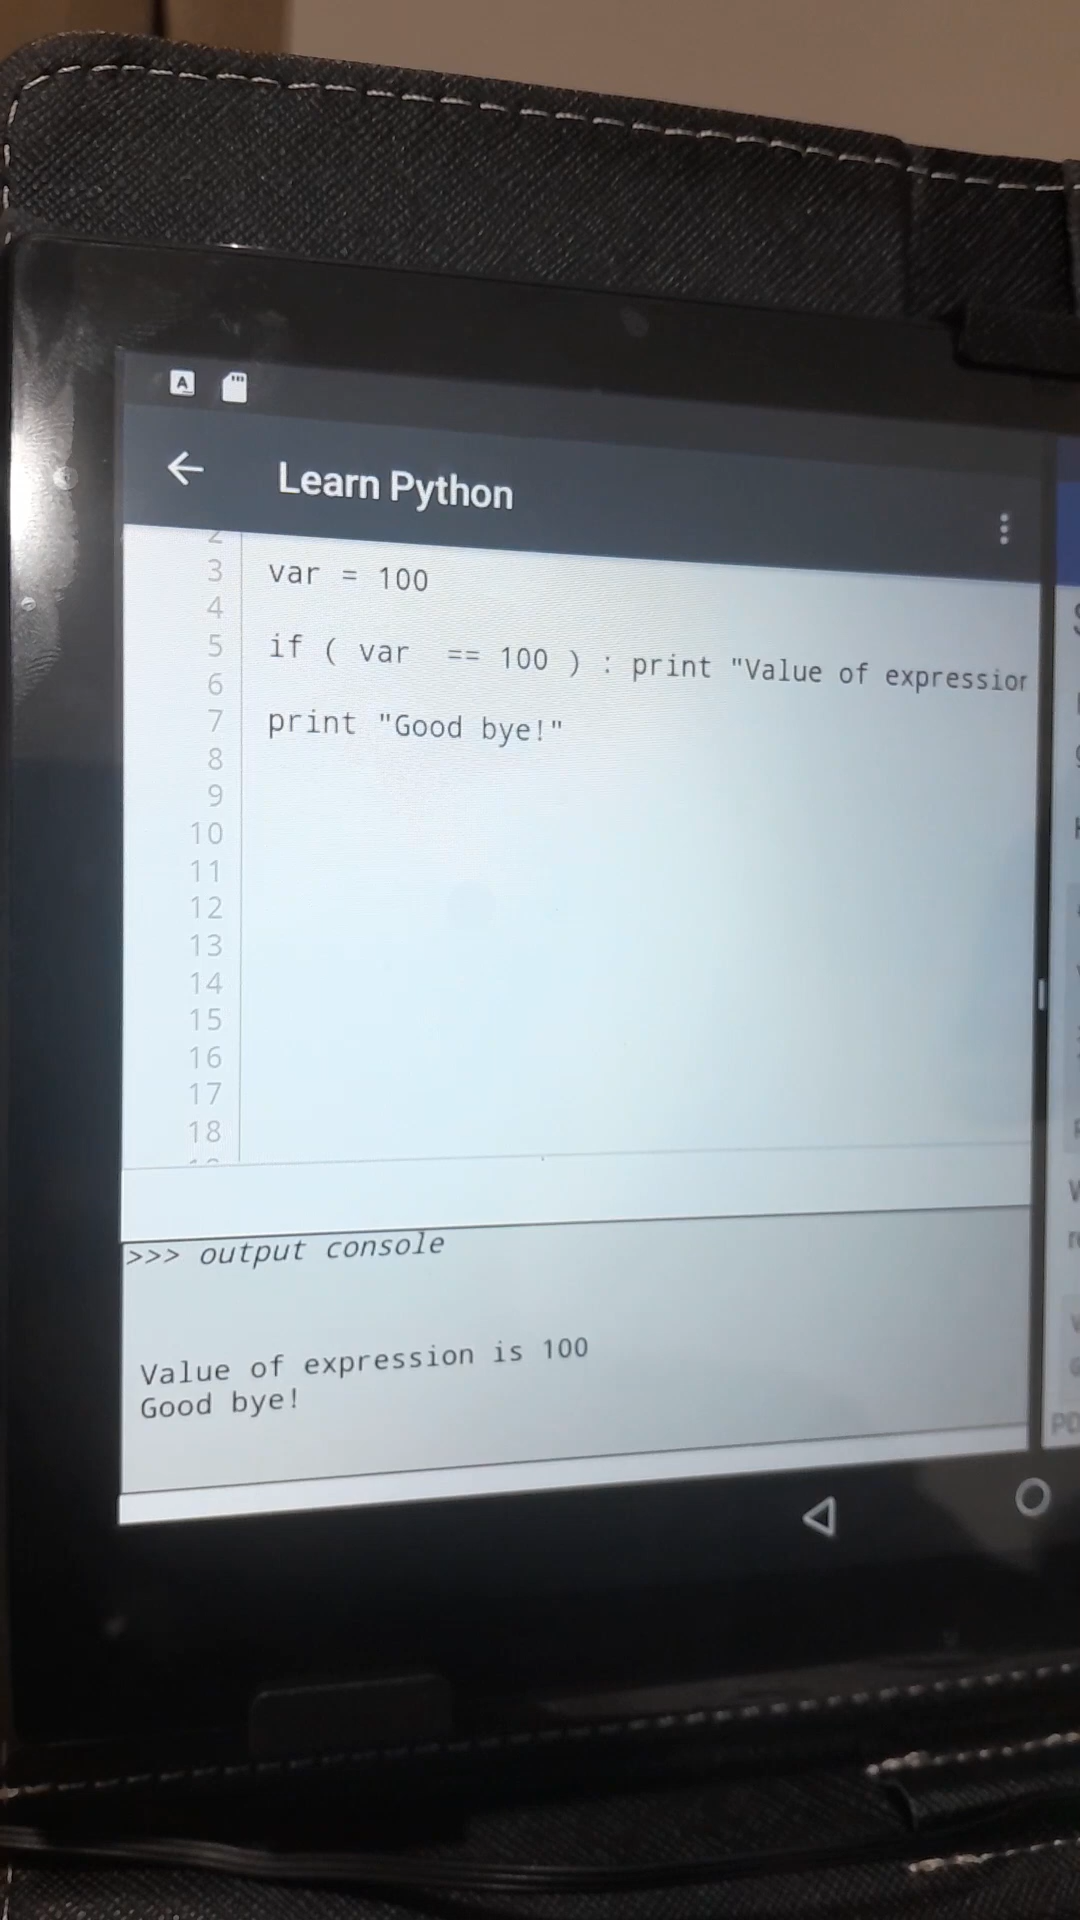 A
Learn Python
2
3 var = 100
4
5 if ( var  == 100 ) : print "Value of expression
6
7 print "Good bye!"
8
9
10
11
12
13
14
15
16
17
18
>>> output console
Value of expression is 100
Good bye!